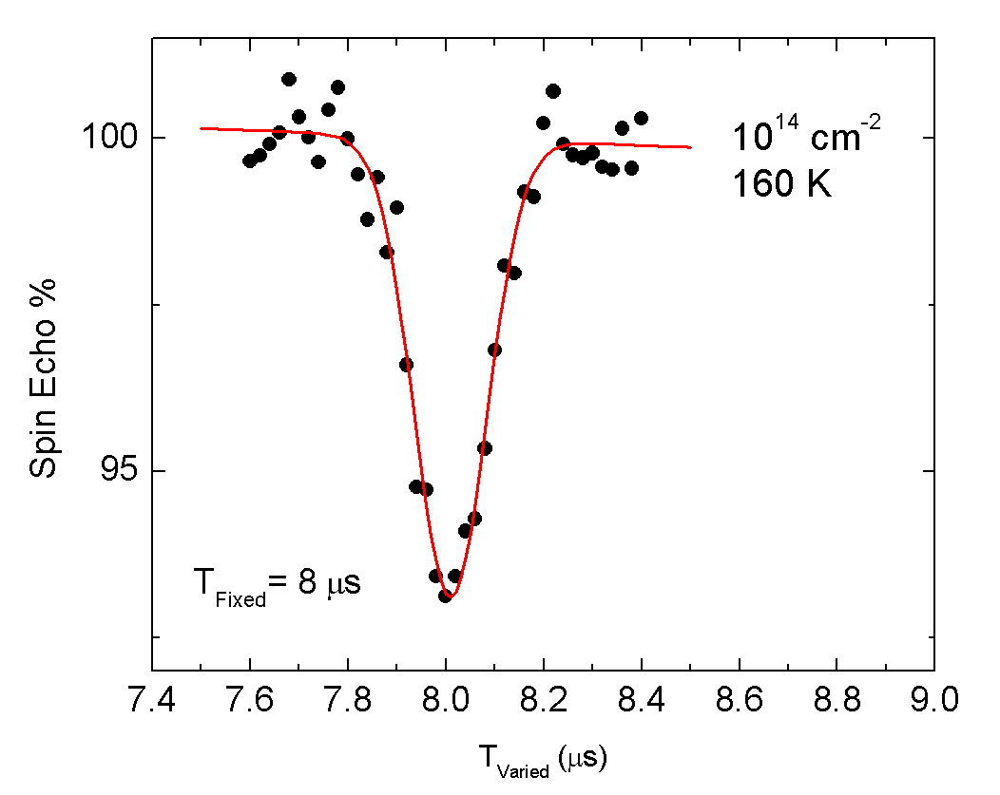 100
10¹⁴ cm⁻²
160 K
Spin Echo %
95
T_Fixed = 8 μs
7.4 7.6 7.8 8.0 8.2 8.4 8.6 8.8 9.0
T_Varied (μs)